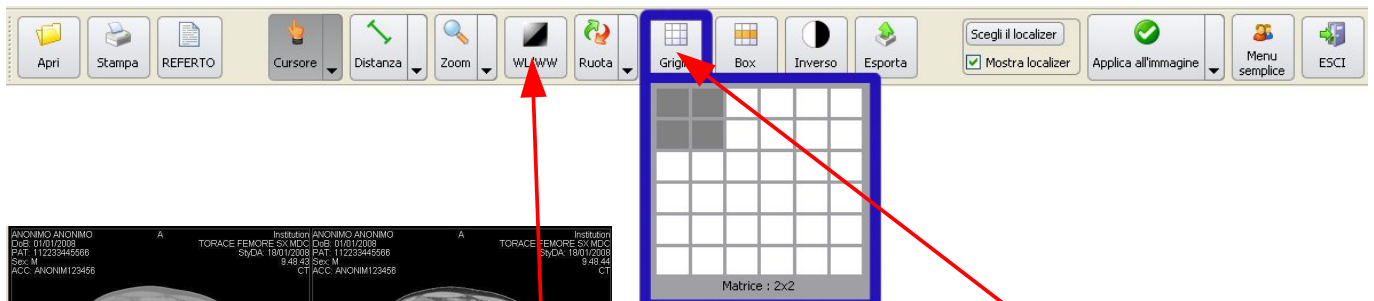 Apri
Stampa
REFERTO
Cursore
Distanza
Zoom
WL/WW
Ruota
Box
Inverso
Esporta
Scegli il localizer
Mostra localizer
Applica all'immagine
Menu
semplice
ESCI
Matrice : 2x2
ANONIMO ANONIMO A Institution
DoB: 01/01/2008 TORACE FEMORE SX MDC
PAT: 112233445566 StyDA: 18/01/2008
Sex: M 9.48.43
ACC: ANONIM123456 CT
ANONIMO ANONIMO A Institution
DoB: 01/01/2008 TORACE FEMORE SX MDC
PAT: 112233445566 StyDA: 18/01/2008
Sex: M 9.48.44
ACC: ANONIM123456 CT